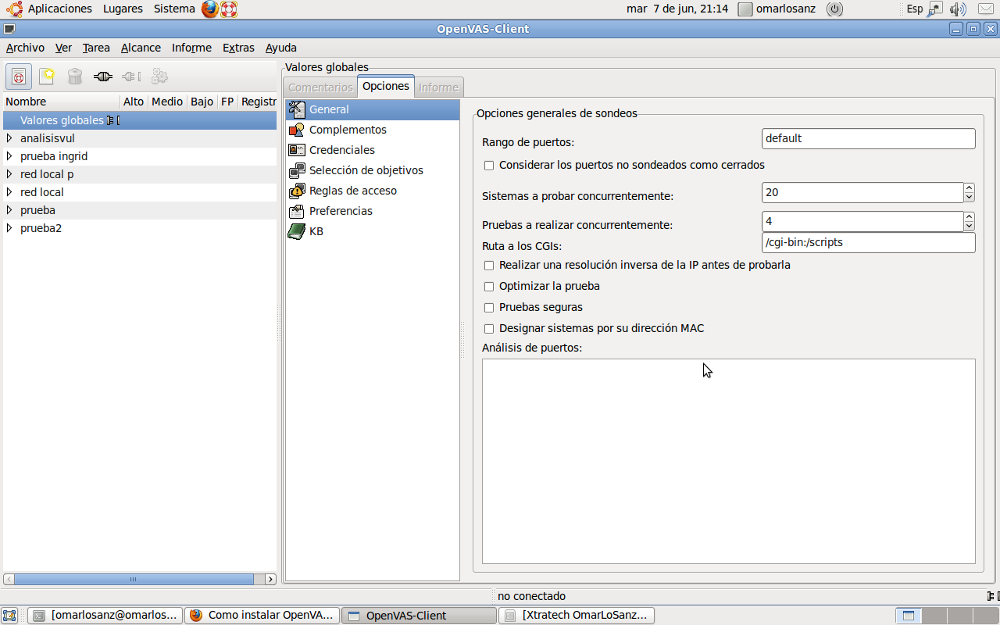 Aplicaciones Lugares Sistema mar 7 de jun, 21:14 omarlosanz Esp
OpenVAS-Client
Archivo Ver Tarea Alcance Informe Extras Ayuda
Valores globales
Comentarios Opciones Informe
Nombre Alto Medio Bajo FP Registr
Valores globales
analisisvul
prueba ingrid
red local p
red local
prueba
prueba2
General
Complementos
Credenciales
Selección de objetivos
Reglas de acceso
Preferencias
KB
Opciones generales de sondeos
Rango de puertos: default
Considerar los puertos no sondeados como cerrados
Sistemas a probar concurrentemente: 20
Pruebas a realizar concurrentemente: 4
Ruta a los CGIs: /cgi-bin:/scripts
Realizar una resolución inversa de la IP antes de probarla
Optimizar la prueba
Pruebas seguras
Designar sistemas por su dirección MAC
Análisis de puertos:
no conectado
[omarlosanz@omarlos... Como instalar OpenVA... OpenVAS-Client [Xtratech OmarLoSanz...